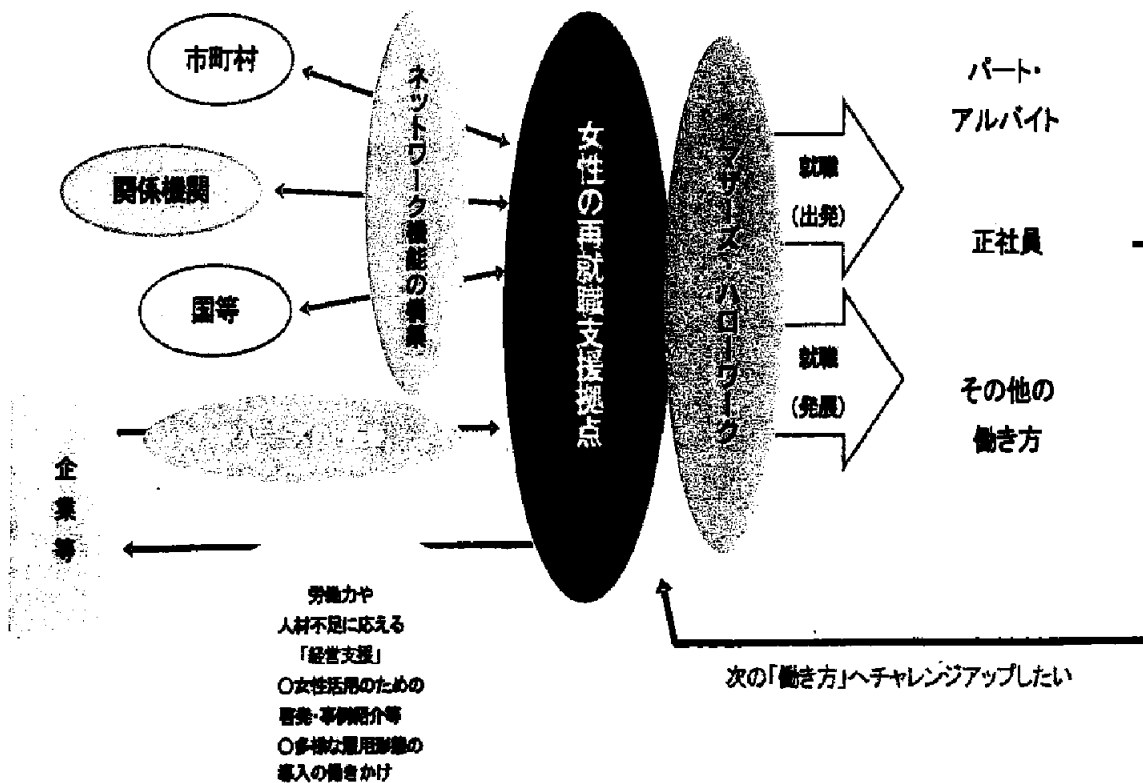 市町村
関係機関
国等
ネットワーク機能の構築
女性の再就職支援拠点
マザーズ ハローワーク
就職
(出発)
就職
(発展)
パート・
アルバイト
正社員
その他の
働き方
企業等
労働力や
人材不足に応える
「経営支援」
○女性活用のための
啓発・事例紹介等
○多様な雇用形態の
導入の働きかけ
次の「働き方」へチャレンジアップしたい